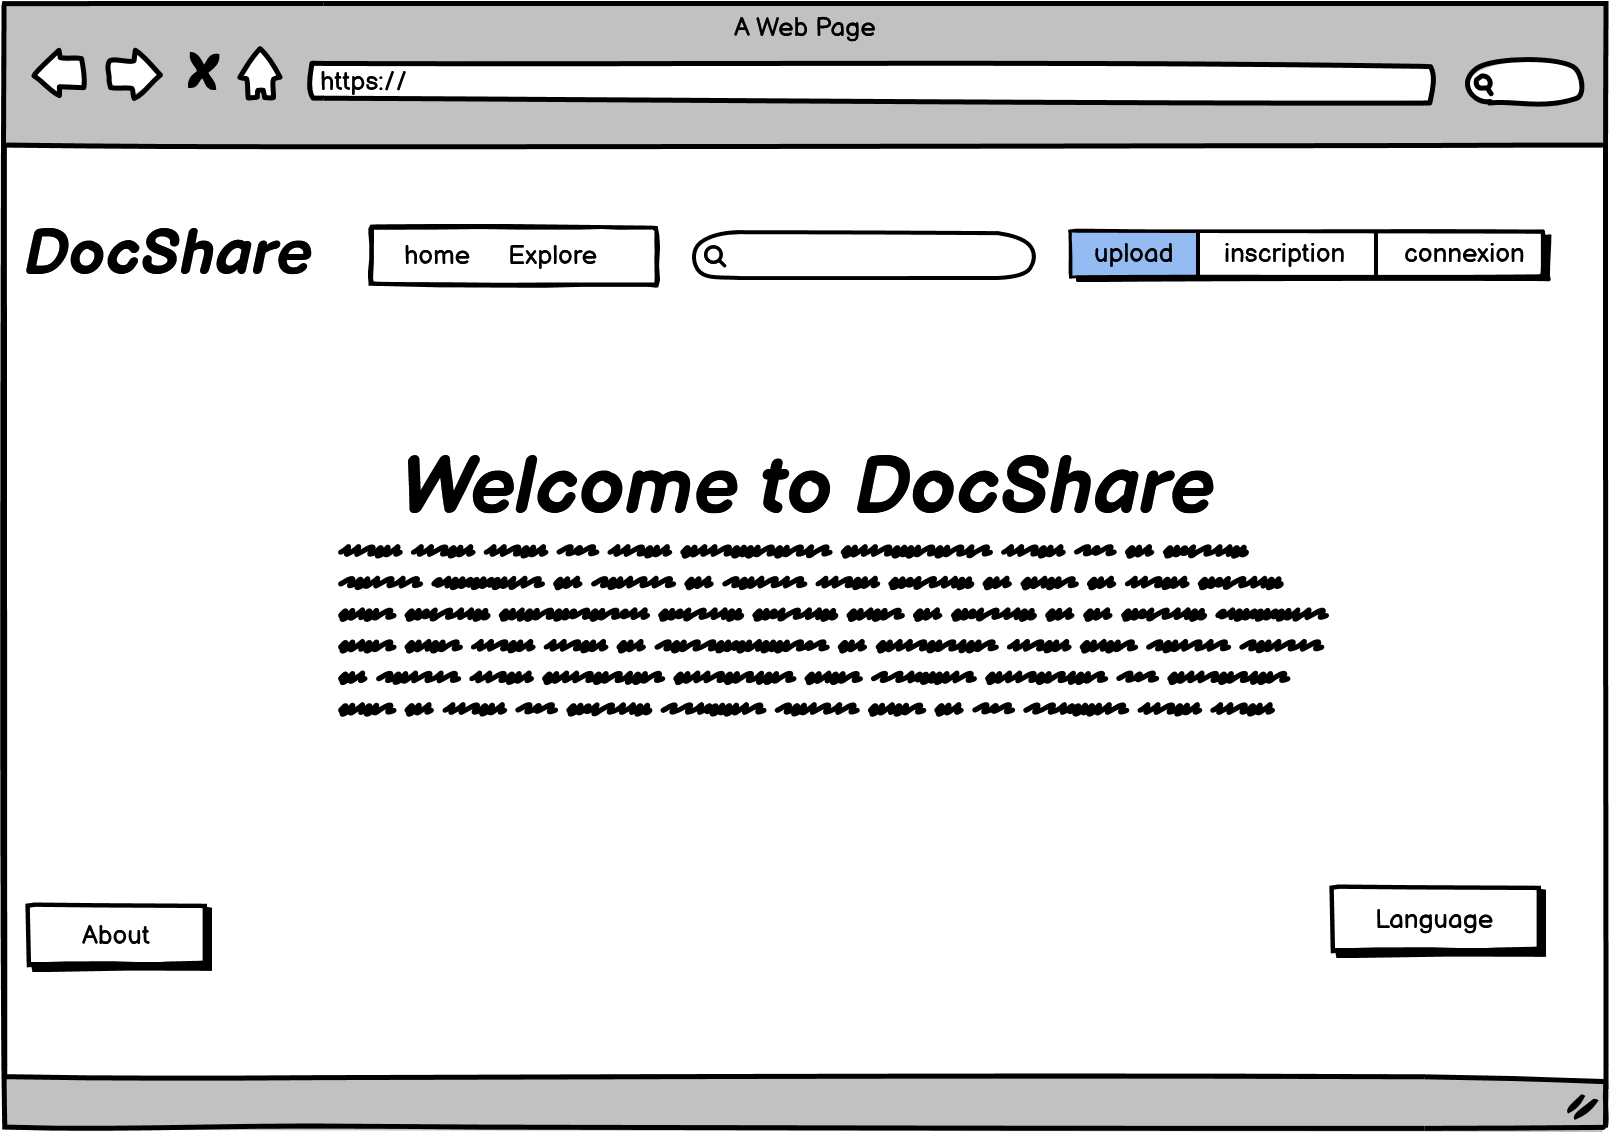 A Web Page
https://
DocShare
home Explore
upload inscription connexion
Welcome to DocShare
About
Language